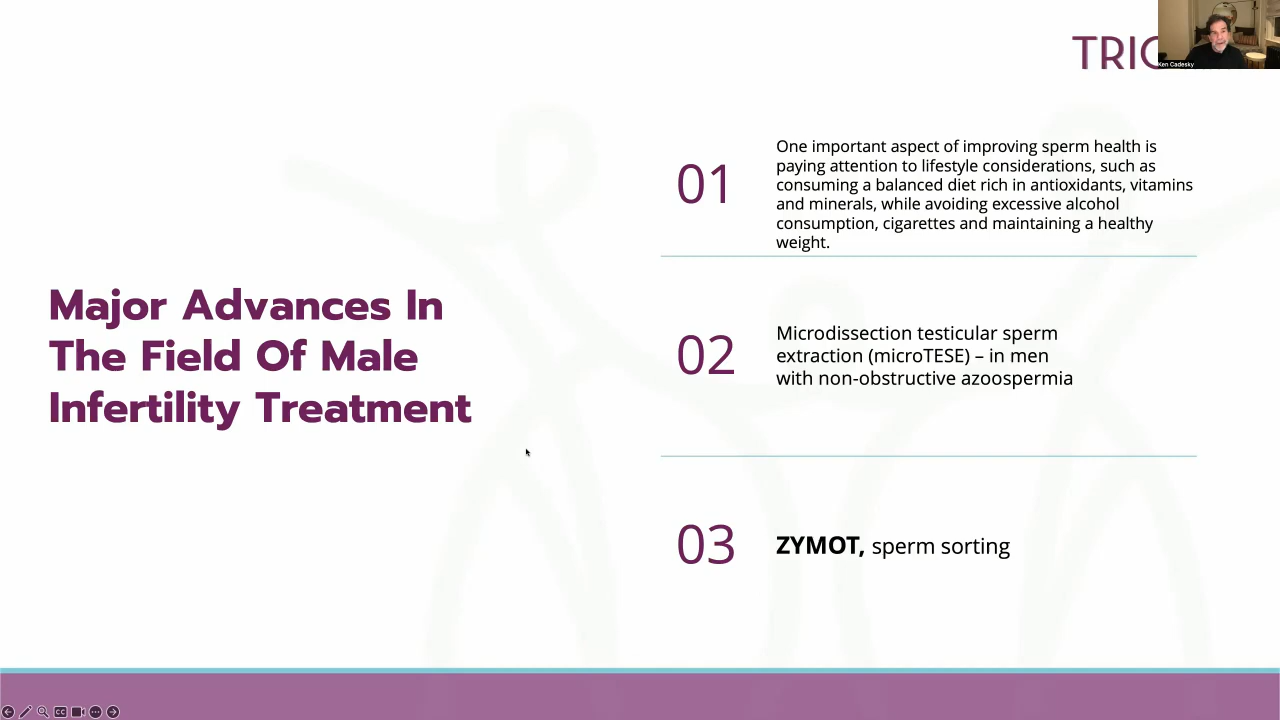 TRIO
Ken Cadesky
Major Advances In
The Field Of Male
Infertility Treatment
01
One important aspect of improving sperm health is
paying attention to lifestyle considerations, such as
consuming a balanced diet rich in antioxidants, vitamins
and minerals, while avoiding excessive alcohol
consumption, cigarettes and maintaining a healthy
weight.
02
Microdissection testicular sperm
extraction (microTESE) – in men
with non-obstructive azoospermia
03
ZYMOT, sperm sorting
CC